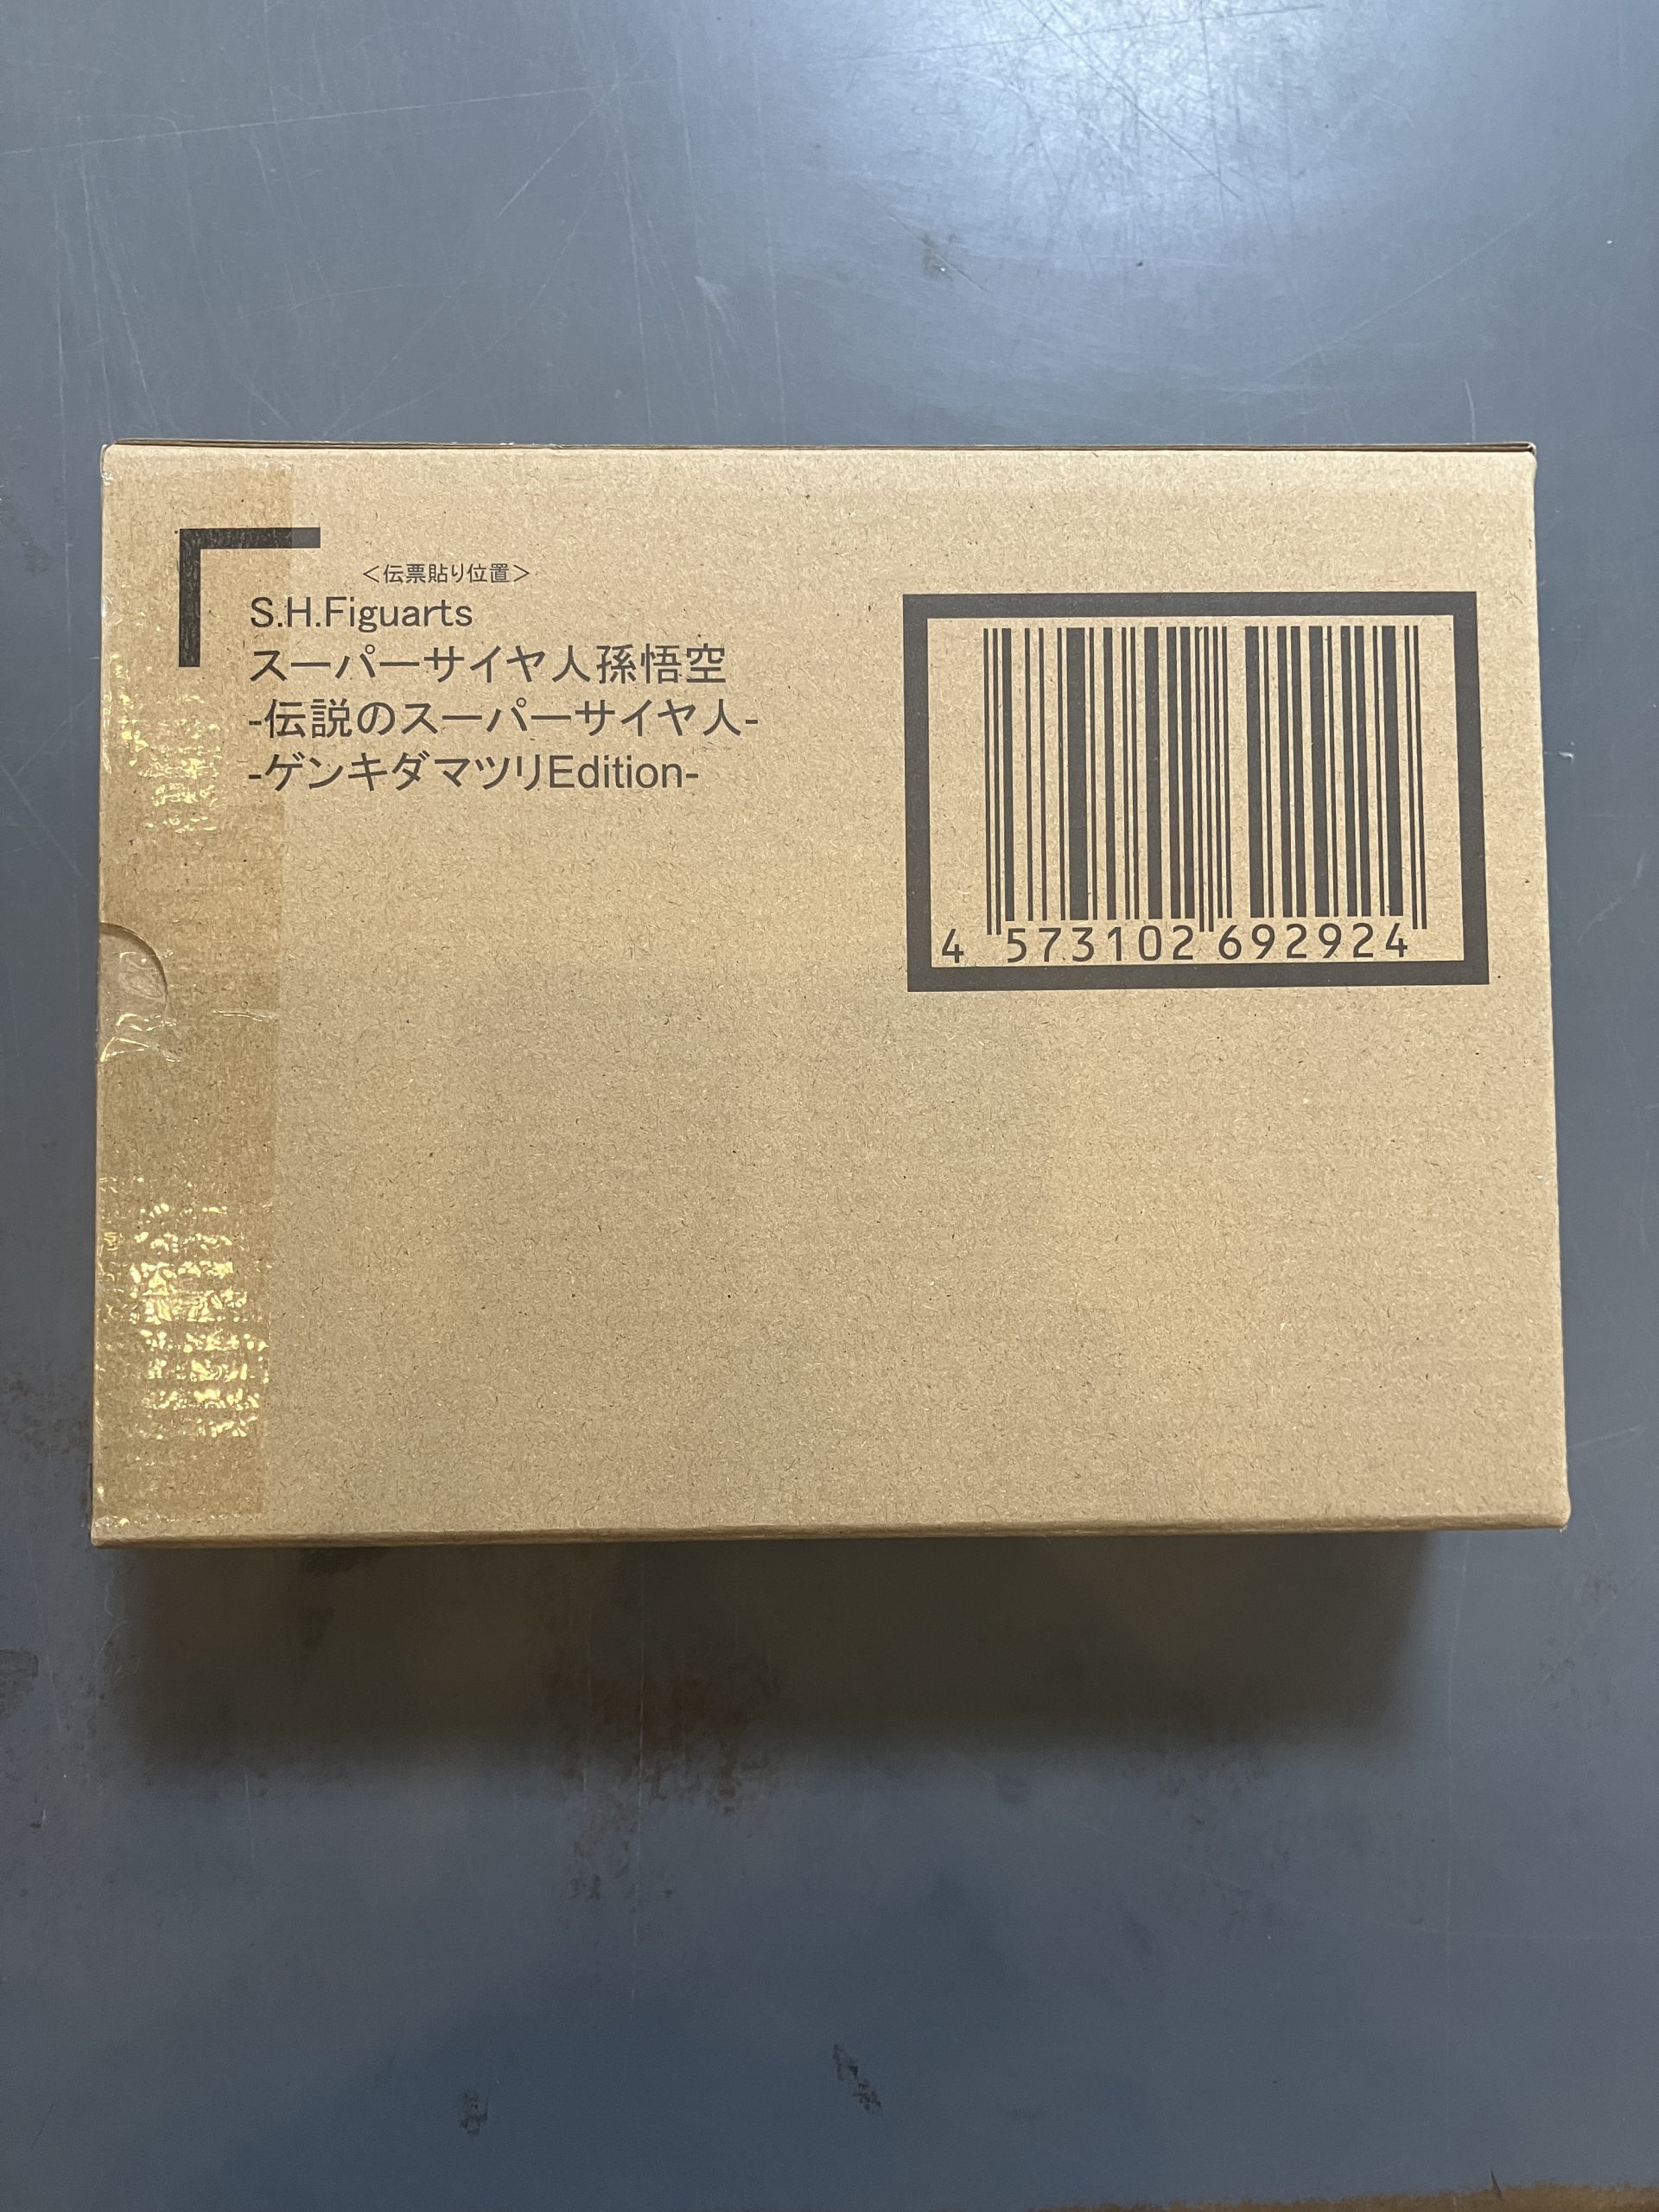 ＜伝票貼り位置＞
S.H.Figuarts
スーパーサイヤ人孫悟空
-伝説のスーパーサイヤ人-
-ゲンキダマツリEdition-
4 573102 692924